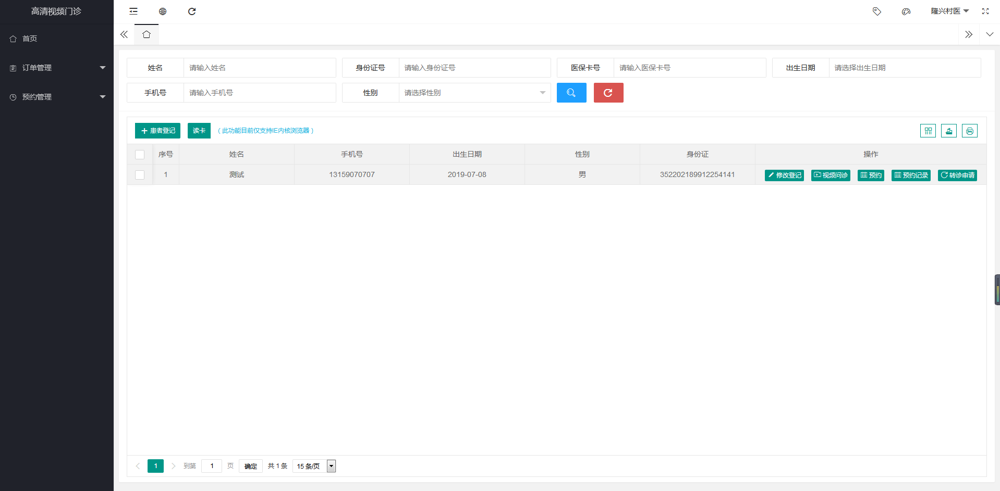 高清视频门诊
隆兴村医
首页
订单管理
预约管理
姓名 请输入姓名 身份证号 请输入身份证号 医保卡号 请输入医保卡号 出生日期 请选择出生日期
手机号 请输入手机号 性别 请选择性别
患者登记 读卡 （此功能目前仅支持IE内核浏览器）
序号 姓名 手机号 出生日期 性别 身份证 操作
1 测试 13159070707 2019-07-08 男 352202189912254141 修改登记 视频问诊 预约 预约记录 转诊申请
1 到第 1 页 确定 共 1 条 15 条/页